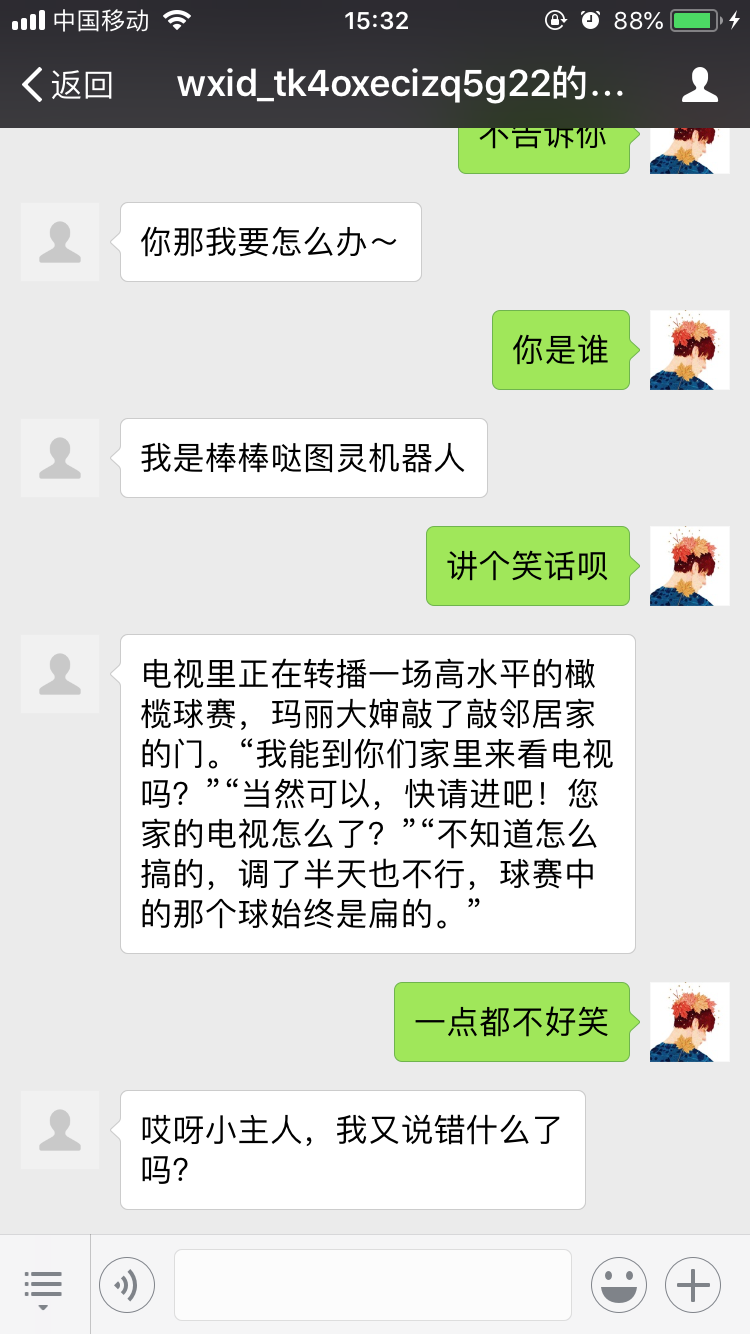 中国移动 15:32 88%
返回 wxid_tk4oxecizq5g22的...
不告诉你
你那我要怎么办～
你是谁
我是棒棒哒图灵机器人
讲个笑话呗
电视里正在转播一场高水平的橄
榄球赛，玛丽大婶敲了敲邻居家
的门。“我能到你们家里来看电视
吗？”“当然可以，快请进吧！您
家的电视怎么了？”“不知道怎么
搞的，调了半天也不行，球赛中
的那个球始终是扁的。”
一点都不好笑
哎呀小主人，我又说错什么了
吗？